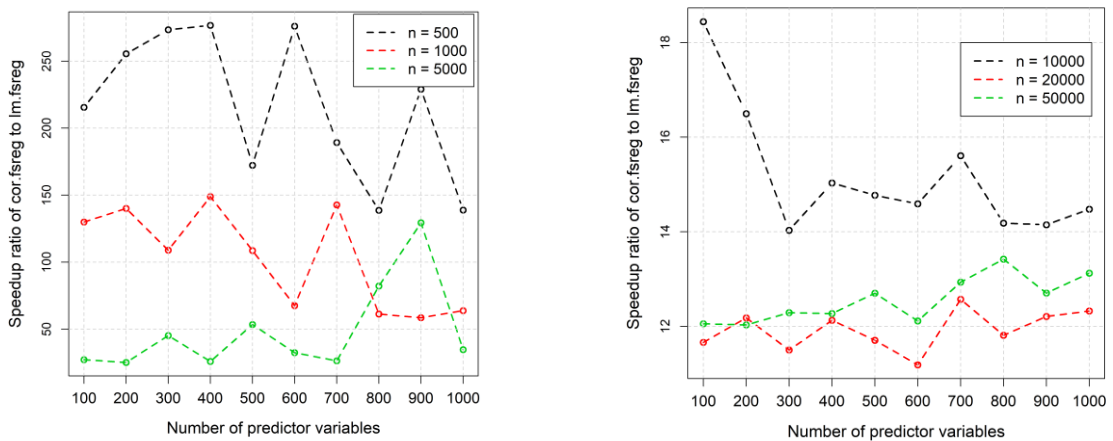 Speedup ratio of cor.fsreg to lm.fsreg
250
200
150
100
50
n = 500
n = 1000
n = 5000
100 200 300 400 500 600 700 800 900 1000
Number of predictor variables
Speedup ratio of cor.fsreg to lm.fsreg
18
16
14
12
n = 10000
n = 20000
n = 50000
100 200 300 400 500 600 700 800 900 1000
Number of predictor variables